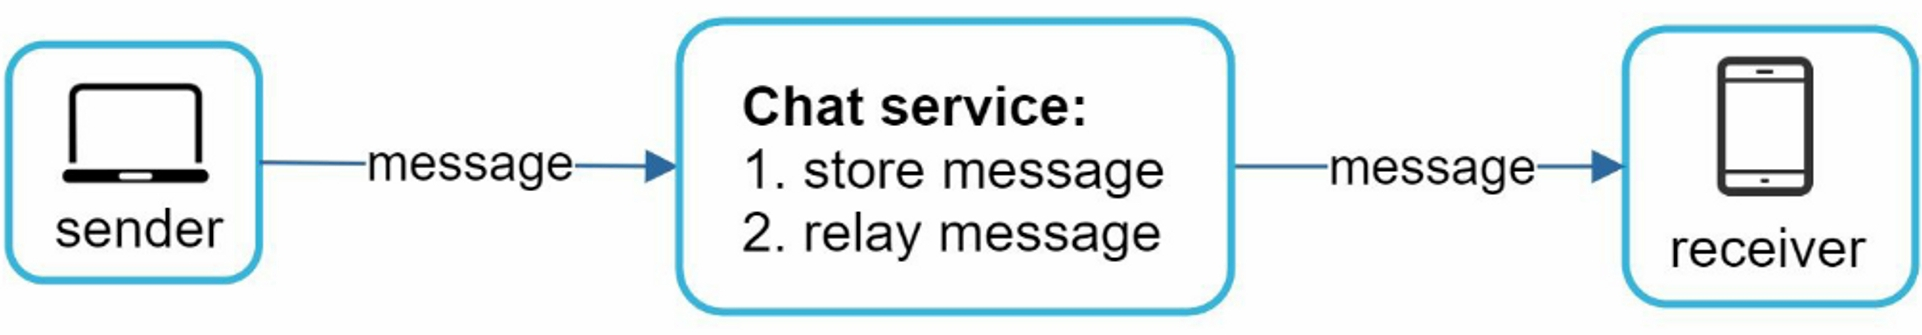 sender
message
Chat service:
1. store message
2. relay message
message
receiver